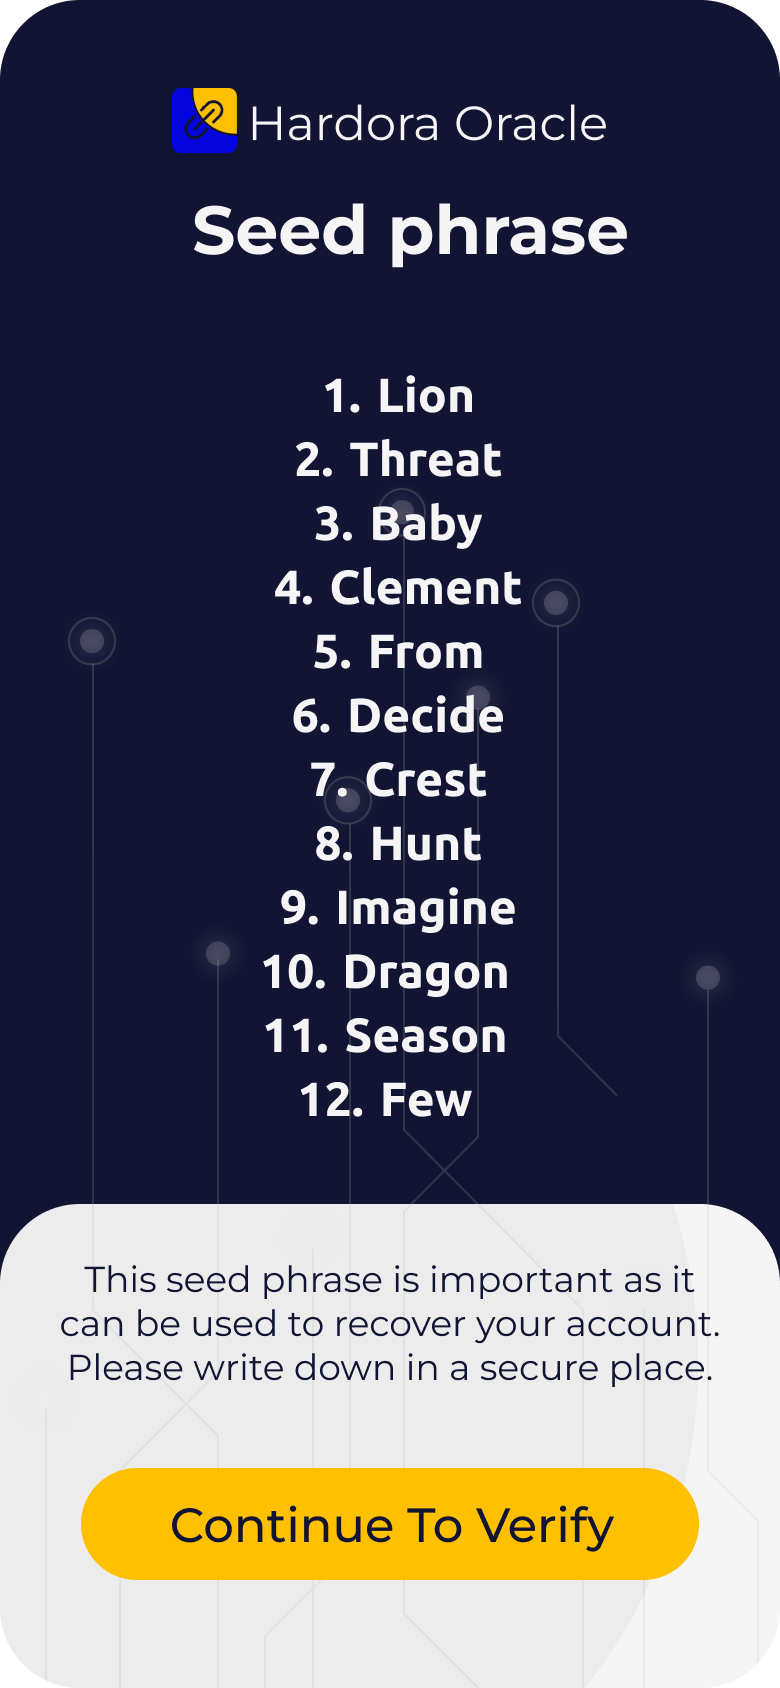 Hardora Oracle
Seed phrase
1. Lion
2. Threat
3. Baby
4. Clement
5. From
6. Decide
7. Crest
8. Hunt
9. Imagine
10. Dragon
11. Season
12. Few
This seed phrase is important as it
can be used to recover your account.
Please write down in a secure place.
Continue To Verify